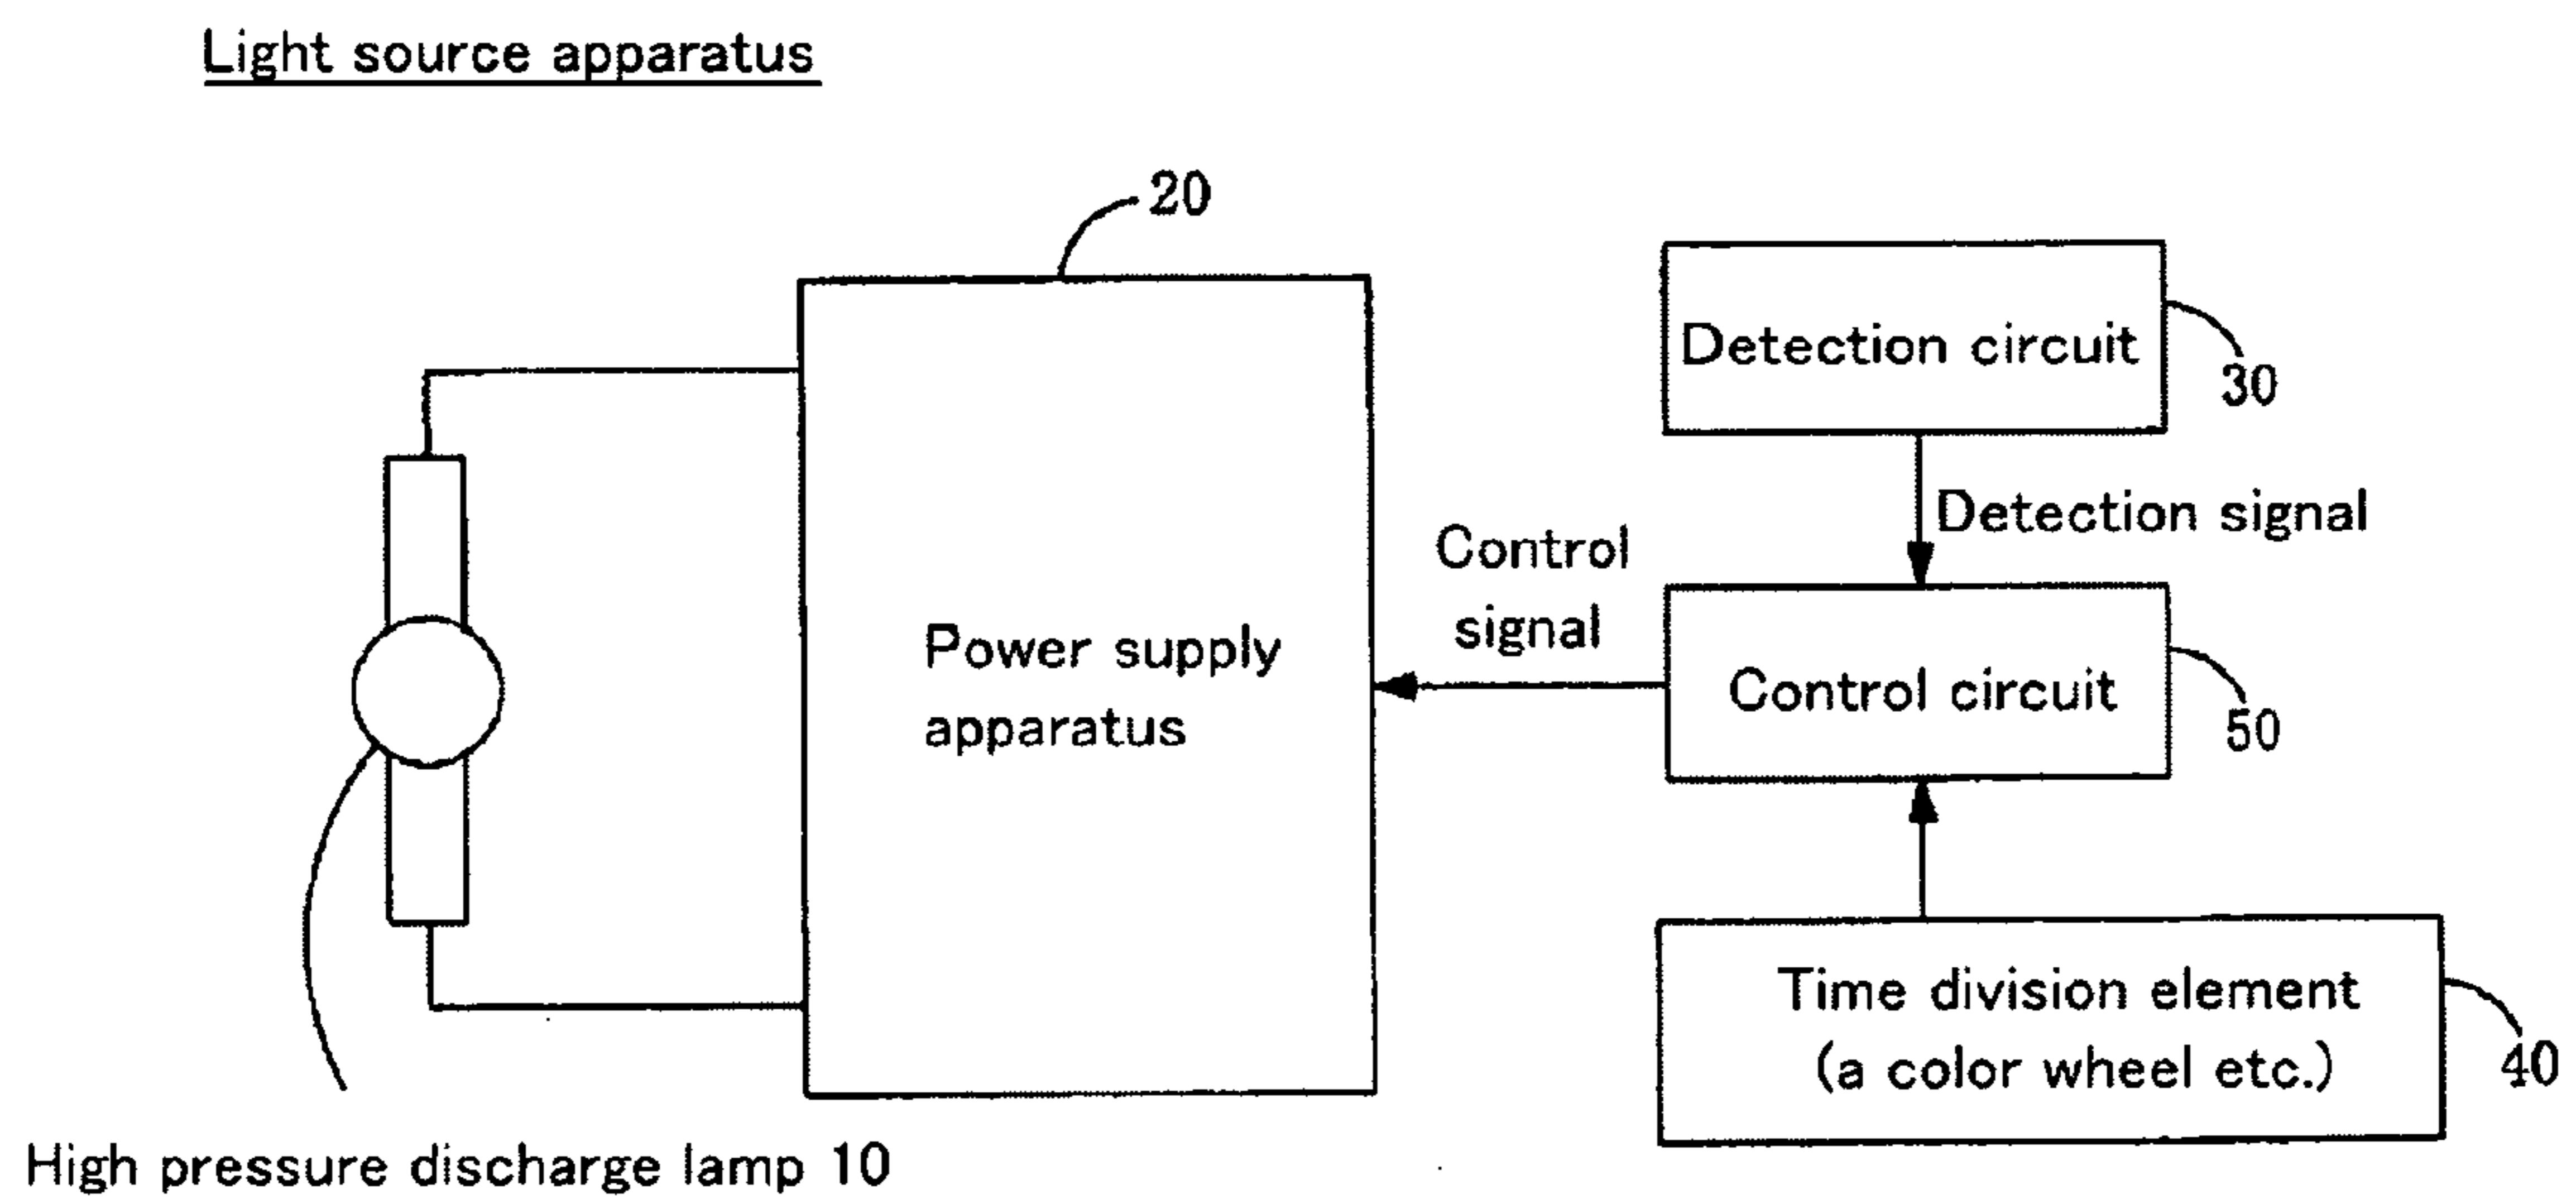 Light source apparatus
20
Detection circuit
30
Detection signal
Control
signal
Power supply
apparatus
Control circuit
50
Time division element
(a color wheel etc.)
40
High pressure discharge lamp 10